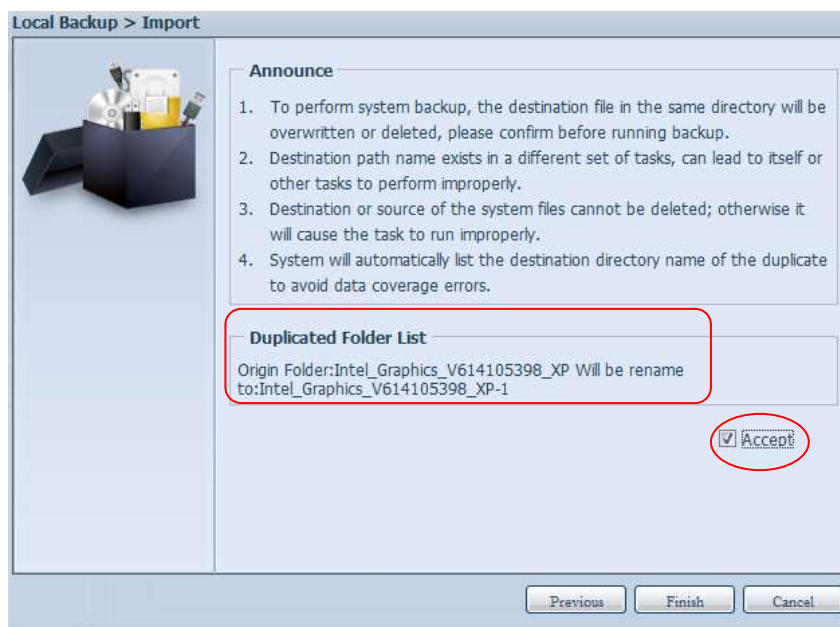 Local Backup > Import
Announce
1. To perform system backup, the destination file in the same directory will be
overwritten or deleted, please confirm before running backup.
2. Destination path name exists in a different set of tasks, can lead to itself or
other tasks to perform improperly.
3. Destination or source of the system files cannot be deleted; otherwise it
will cause the task to run improperly.
4. System will automatically list the destination directory name of the duplicate
to avoid data coverage errors.
Duplicated Folder List
Origin Folder:Intel_Graphics_V614105398_XP Will be rename
to:Intel_Graphics_V614105398_XP-1
Accept
Previous Finish Cancel